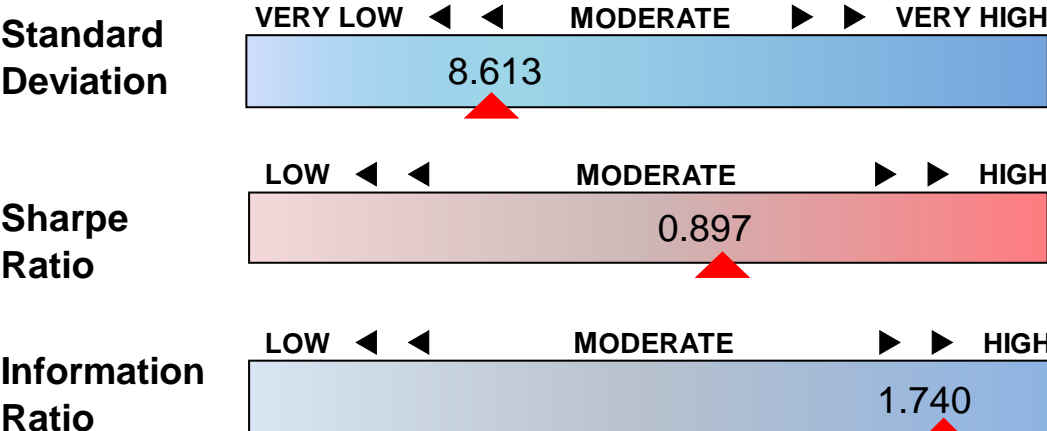 Standard
Deviation
VERY LOW ◀ ◀ MODERATE ▶ ▶ VERY HIGH
8.613
Sharpe
Ratio
LOW ◀ ◀ MODERATE ▶ ▶ HIGH
0.897
Information
Ratio
LOW ◀ ◀ MODERATE ▶ ▶ HIGH
1.740